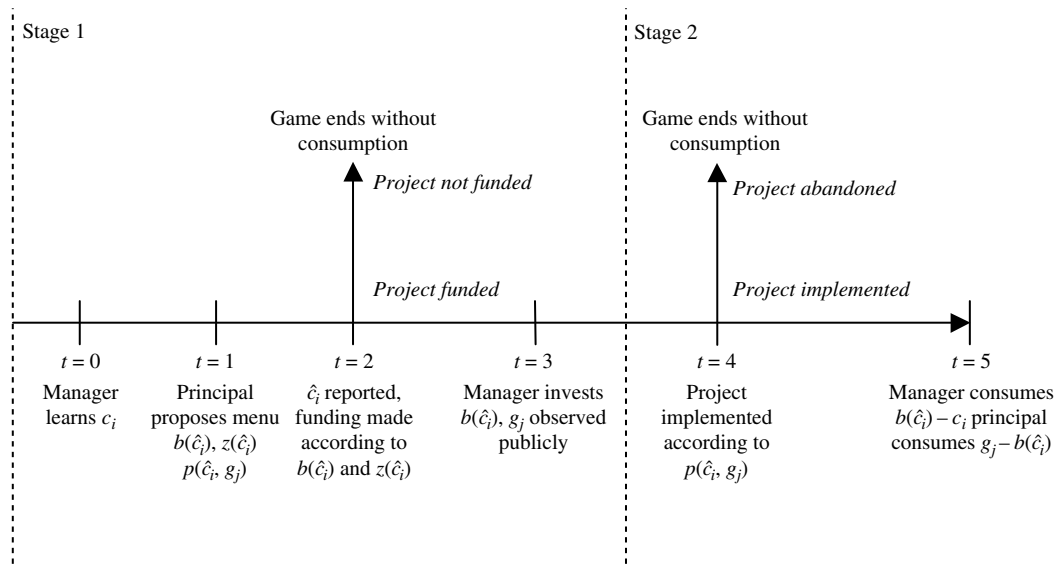 Stage 1
Stage 2
Game ends without
consumption
Project not funded
Project funded
Game ends without
consumption
Project abandoned
Project implemented
t = 0
Manager
learns c_i
t = 1
Principal
proposes menu
b(ĉ_i), z(ĉ_i)
p(ĉ_i, g_j)
t = 2
ĉ_i reported,
funding made
according to
b(ĉ_i) and z(ĉ_i)
t = 3
Manager invests
b(ĉ_i), g_j observed
publicly
t = 4
Project
implemented
according to
p(ĉ_i, g_j)
t = 5
Manager consumes
b(ĉ_i) – c_i principal
consumes g_j – b(ĉ_i)